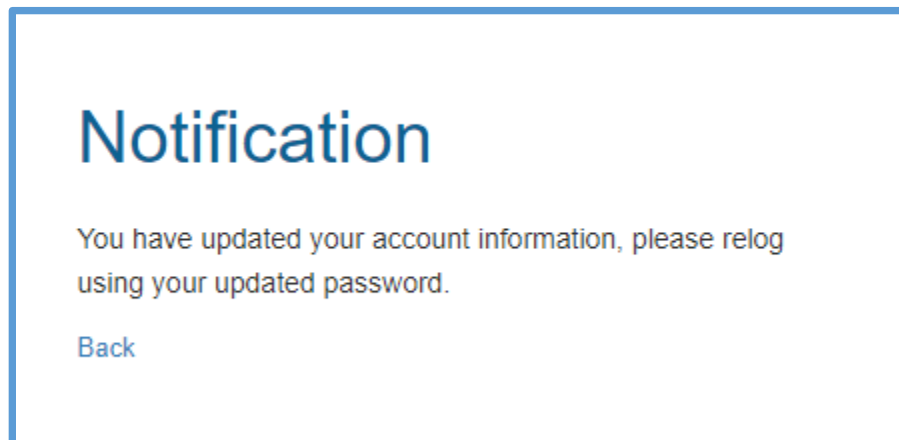 Notification
You have updated your account information, please relog
using your updated password.
Back